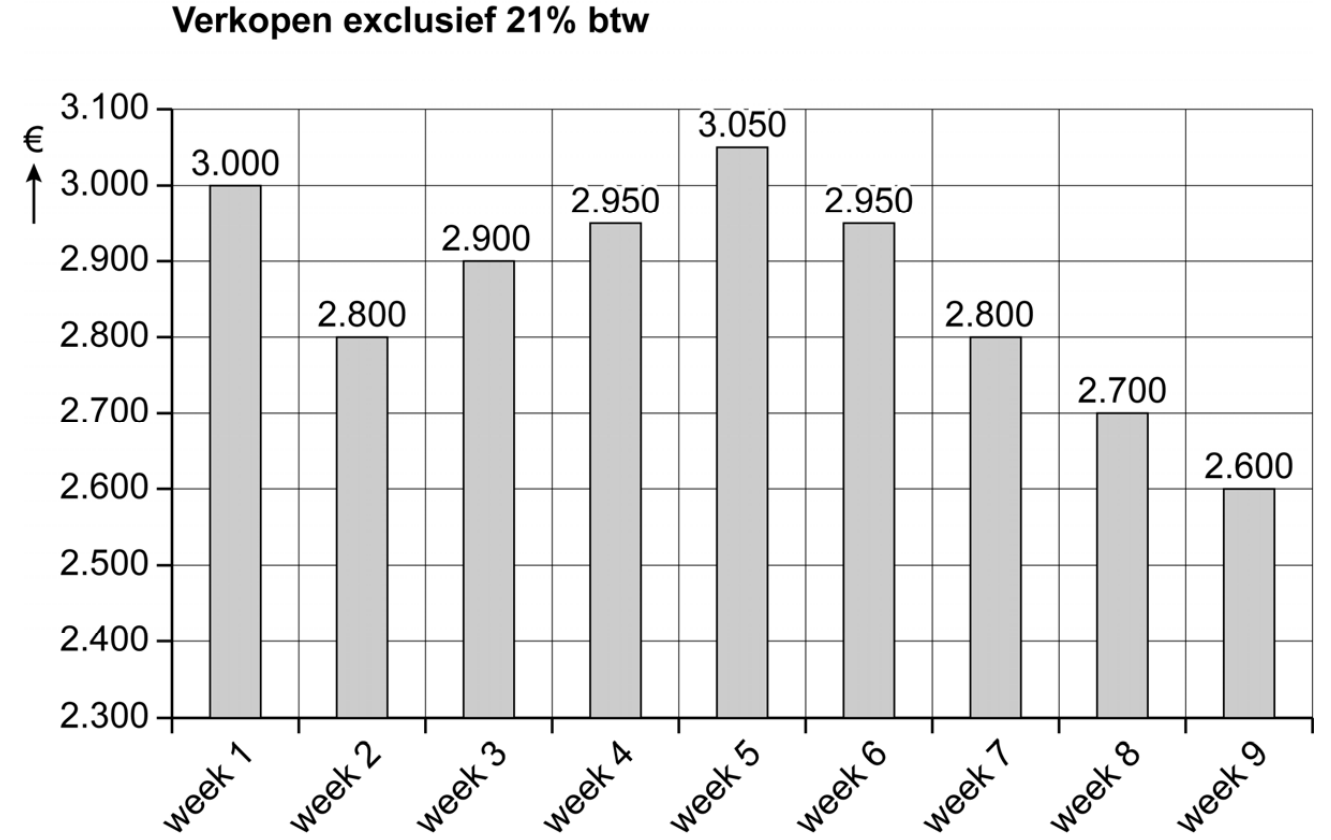 Verkopen exclusief 21% btw
€
3.100
3.000
2.900
2.800
2.700
2.600
2.500
2.400
2.300
3.000
2.800
2.900
2.950
3.050
2.950
2.800
2.700
2.600
week 1
week 2
week 3
week 4
week 5
week 6
week 7
week 8
week 9